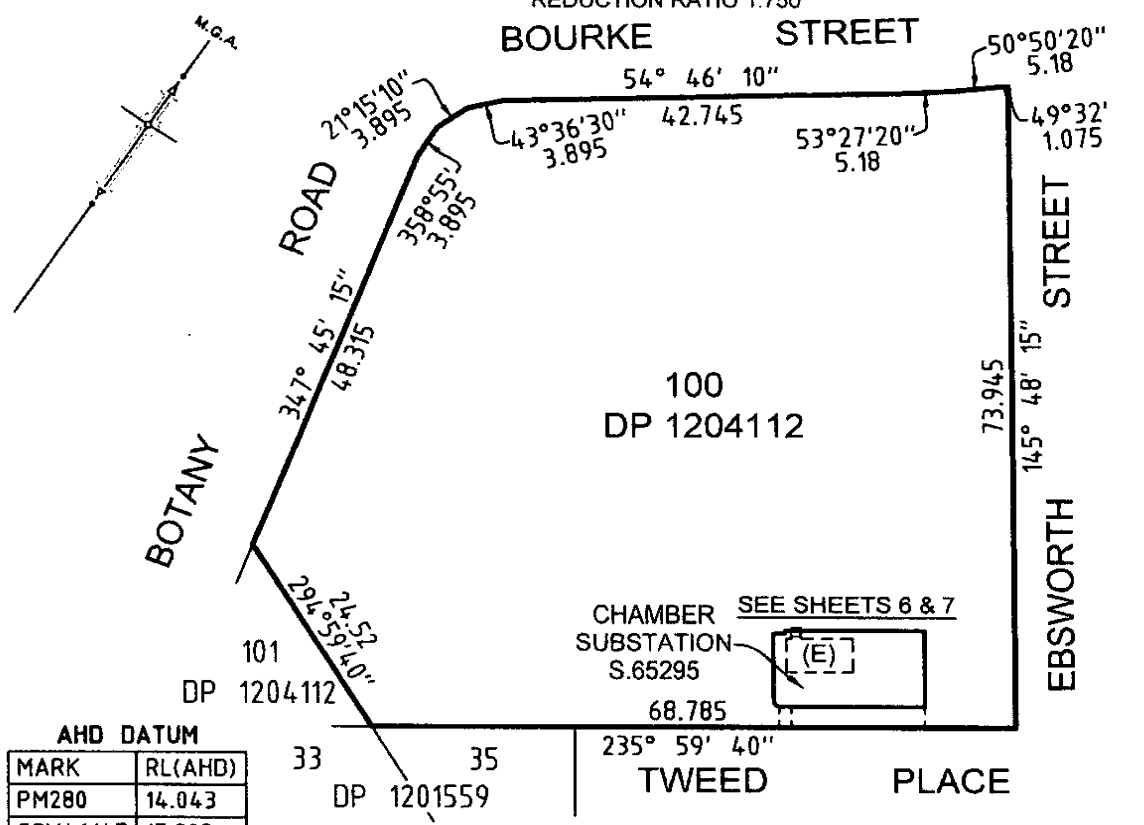 REDUCTION RATIO 1:750
M.G.A.
BOURKE STREET
50°50'20"
5.18
54° 46' 10"
42.745
21°15'10"
3.895
43°36'30"
3.895
53°27'20"
5.18
49°32'
1.075
358°55'
3.895
BOTANY ROAD
347° 45' 15"
48.315
EBSWORTH STREET
73.945
145° 48' 15"
100
DP 1204112
24.52
294°59'40"
CHAMBER
SUBSTATION
S.65295
SEE SHEETS 6 & 7
(E)
101
DP 1204112
68.785
235° 59' 40"
TWEED PLACE
33
35
DP 1201559
AHD DATUM
MARK RL(AHD)
PM280 14.043